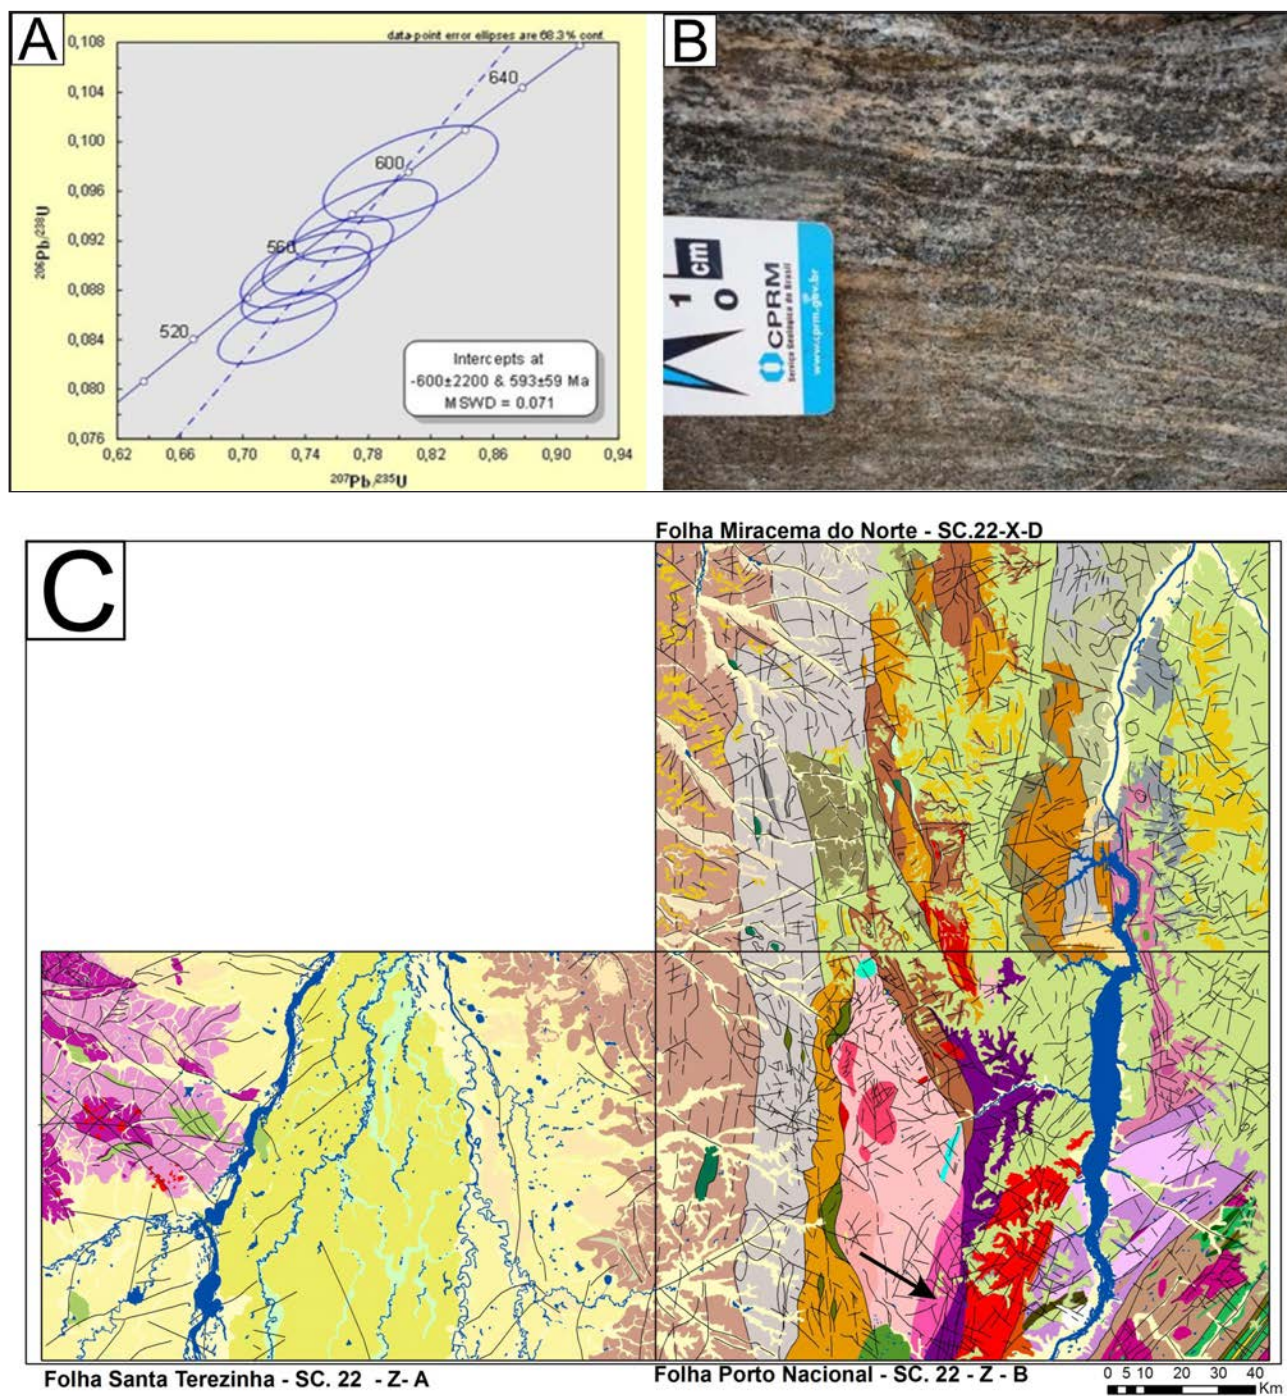 A
data-point error ellipses are 68.3% conf.
0,108
0,104
0,100
0,096
0,092
0,088
0,084
0,080
0,076
206Pb/238U
640
600
560
520
Intercepts at
-600±2200 & 593±59 Ma
MSWD = 0.071
0,62 0,66 0,70 0,74 0,78 0,82 0,86 0,90 0,94
207Pb/235U
B
1
0
cm
CPRM
Serviço Geológico do Brasil
www.cprm.gov.br
Folha Miracema do Norte - SC.22-X-D
C
Folha Santa Terezinha - SC. 22 - Z- A
Folha Porto Nacional - SC. 22 - Z - B
0 5 10 20 30 40
Km